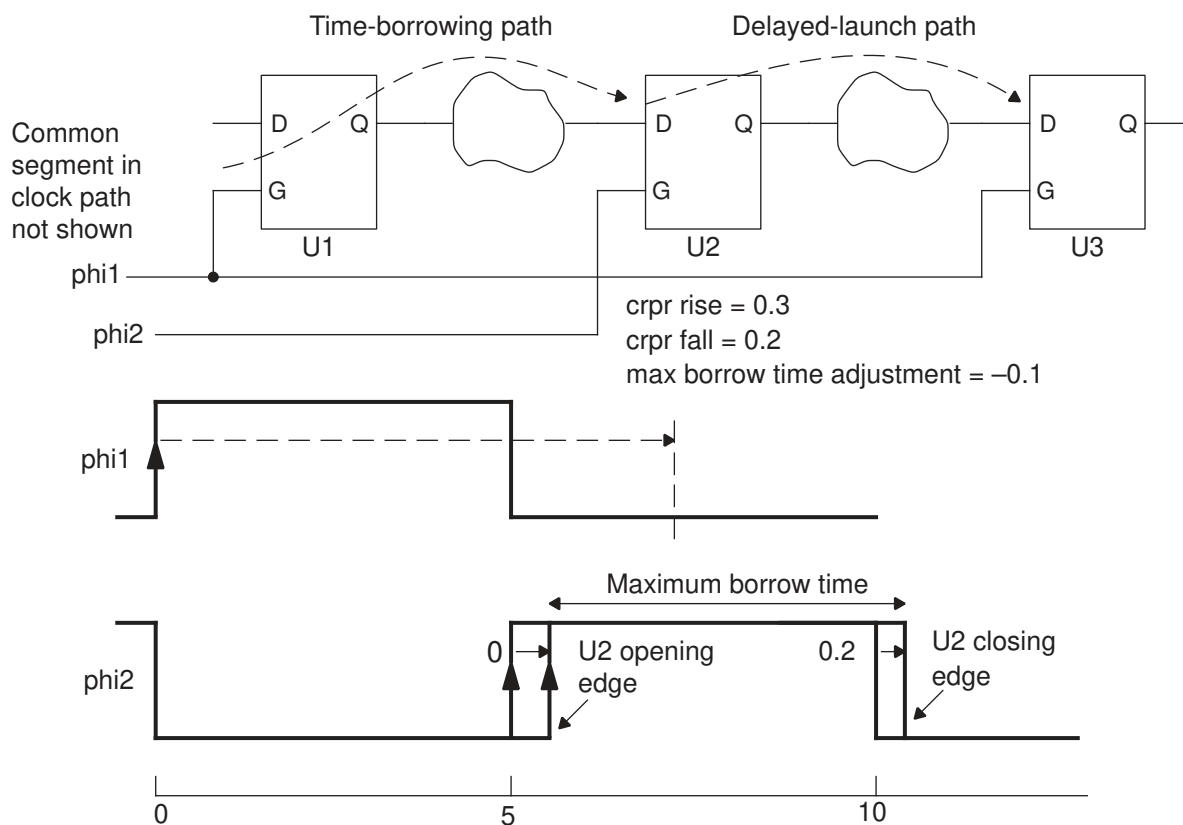 Time-borrowing path
Delayed-launch path
Common
segment in
clock path
not shown
D
Q
G
U1
D
Q
G
U2
D
Q
G
U3
phi1
phi2
crpr rise = 0.3
crpr fall = 0.2
max borrow time adjustment = –0.1
phi1
Maximum borrow time
phi2
0
U2 opening
edge
0.2
U2 closing
edge
0
5
10